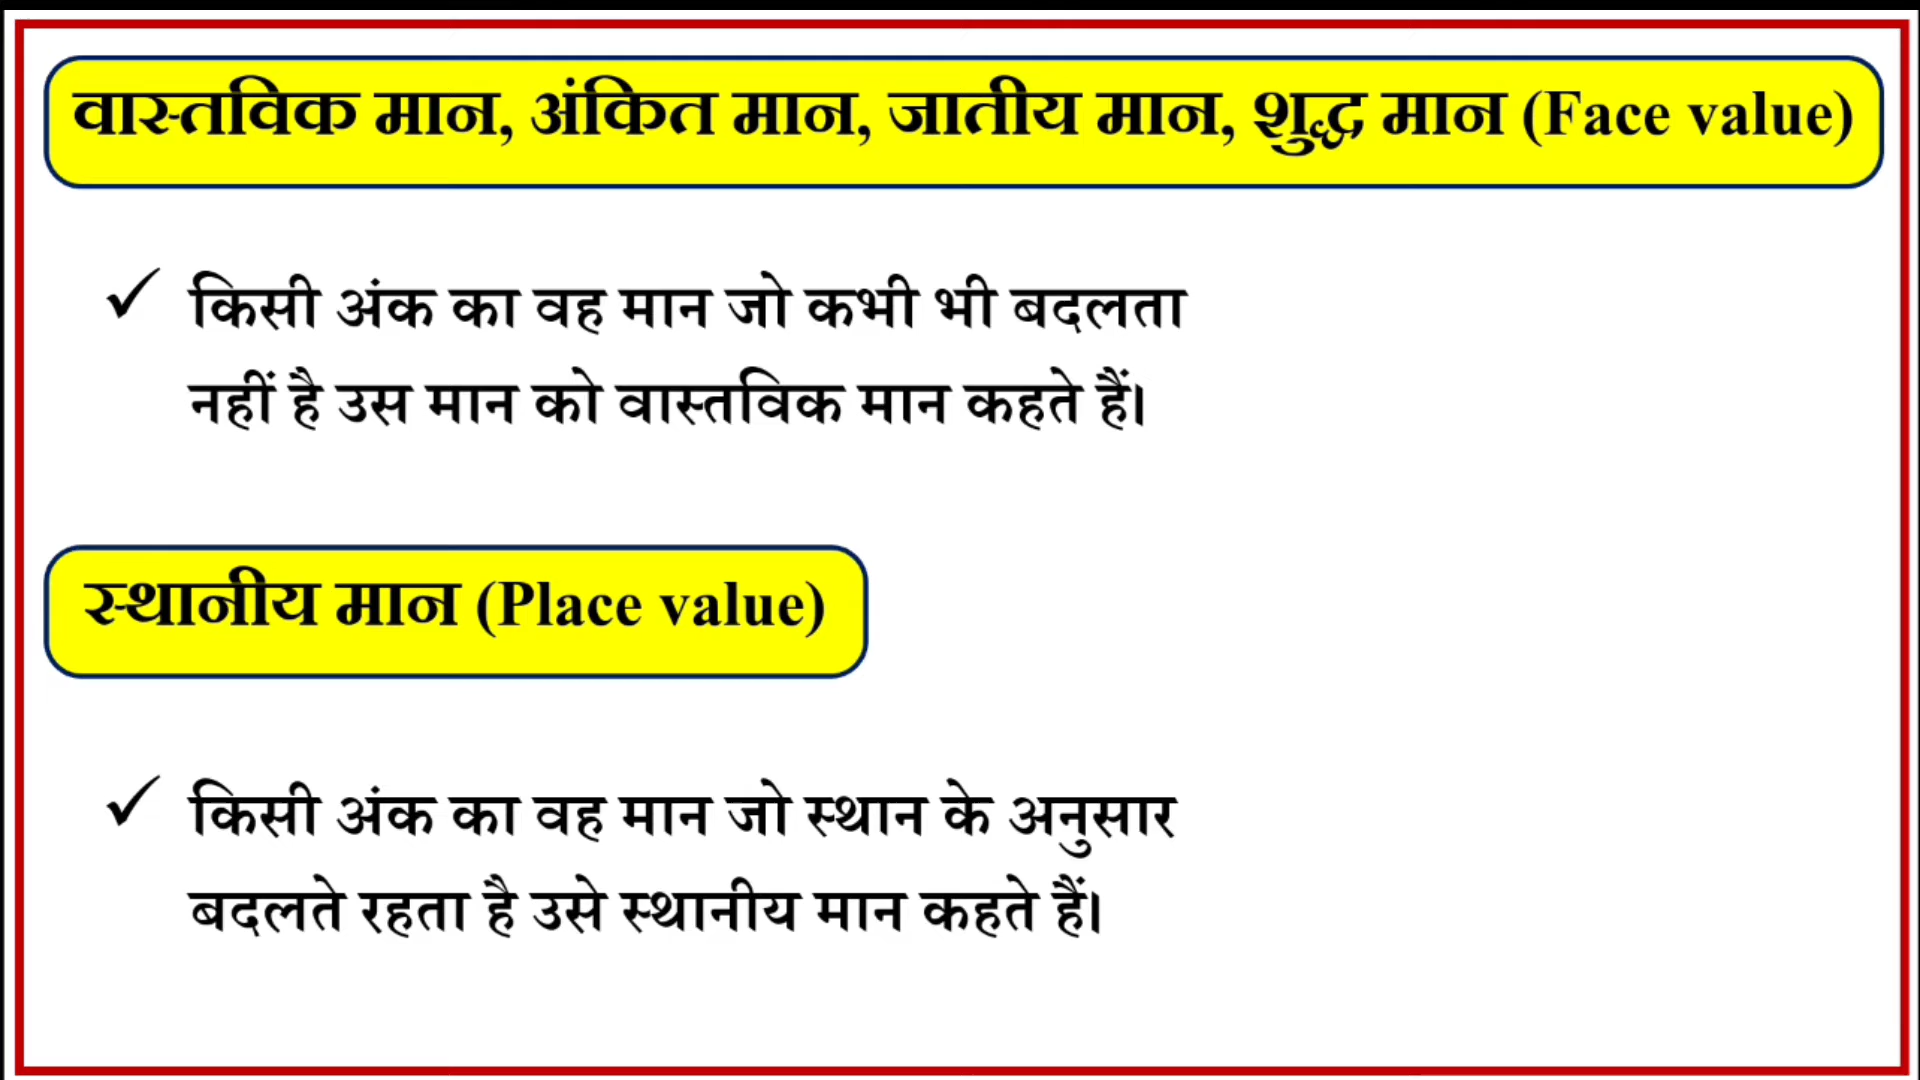 वास्तविक मान, अंकित मान, जातीय मान, शुद्ध मान (Face value)
✓ किसी अंक का वह मान जो कभी भी बदलता
नहीं है उस मान को वास्तविक मान कहते हैं।
स्थानीय मान (Place value)
✓ किसी अंक का वह मान जो स्थान के अनुसार
बदलते रहता है उसे स्थानीय मान कहते हैं।